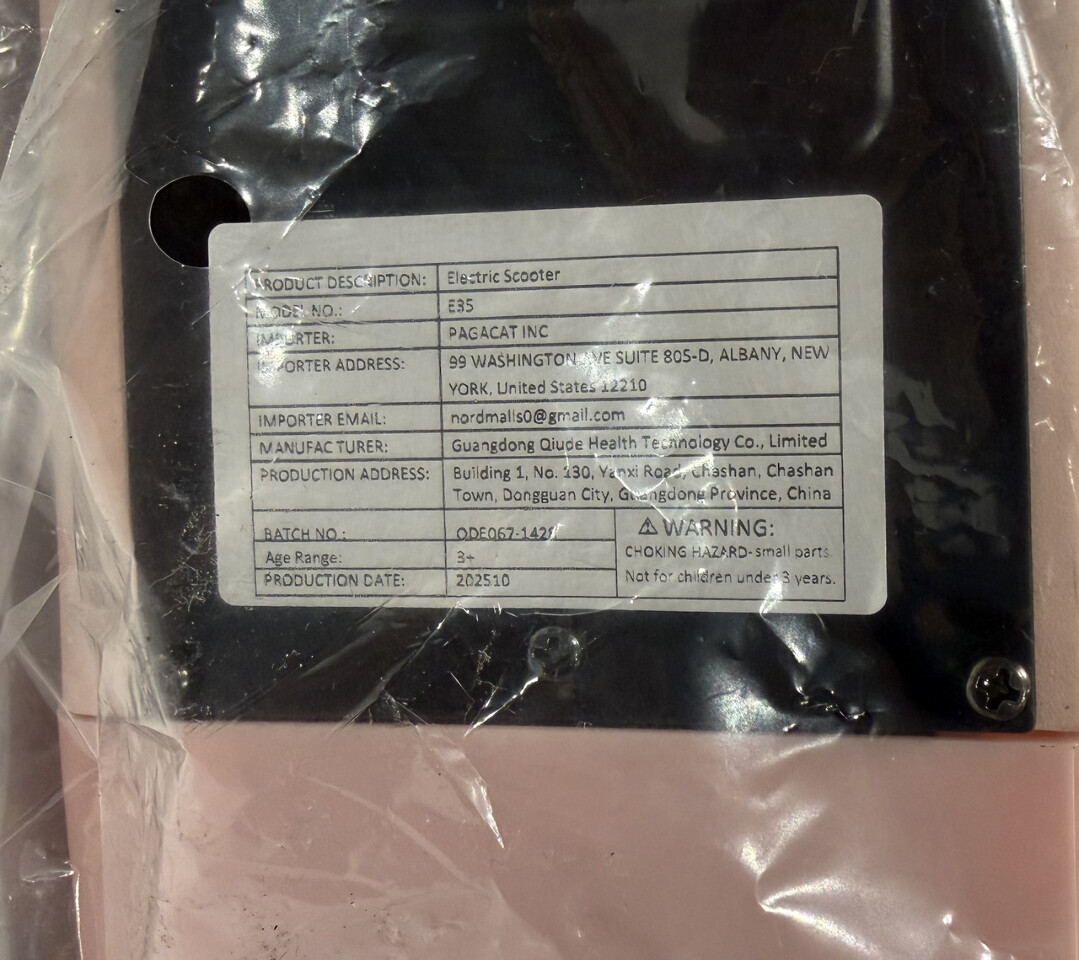 PRODUCT DESCRIPTION: Electric Scooter
MODEL NO.: E35
IMPORTER: PAGACAT INC
IMPORTER ADDRESS: 99 WASHINGTON AVE SUITE 805-D, ALBANY, NEW
YORK, United States 12210
IMPORTER EMAIL: nordmalls0@gmail.com
MANUFACTURER: Guangdong Qiude Health Technology Co., Limited
PRODUCTION ADDRESS: Building 1, No. 130, Yanxi Road, Chashan, Chashan
Town, Dongguan City, Guangdong Province, China
BATCH NO.: QDE067-1428
Age Range: 3+
PRODUCTION DATE: 202510
⚠ WARNING:
CHOKING HAZARD-small parts.
Not for children under 3 years.